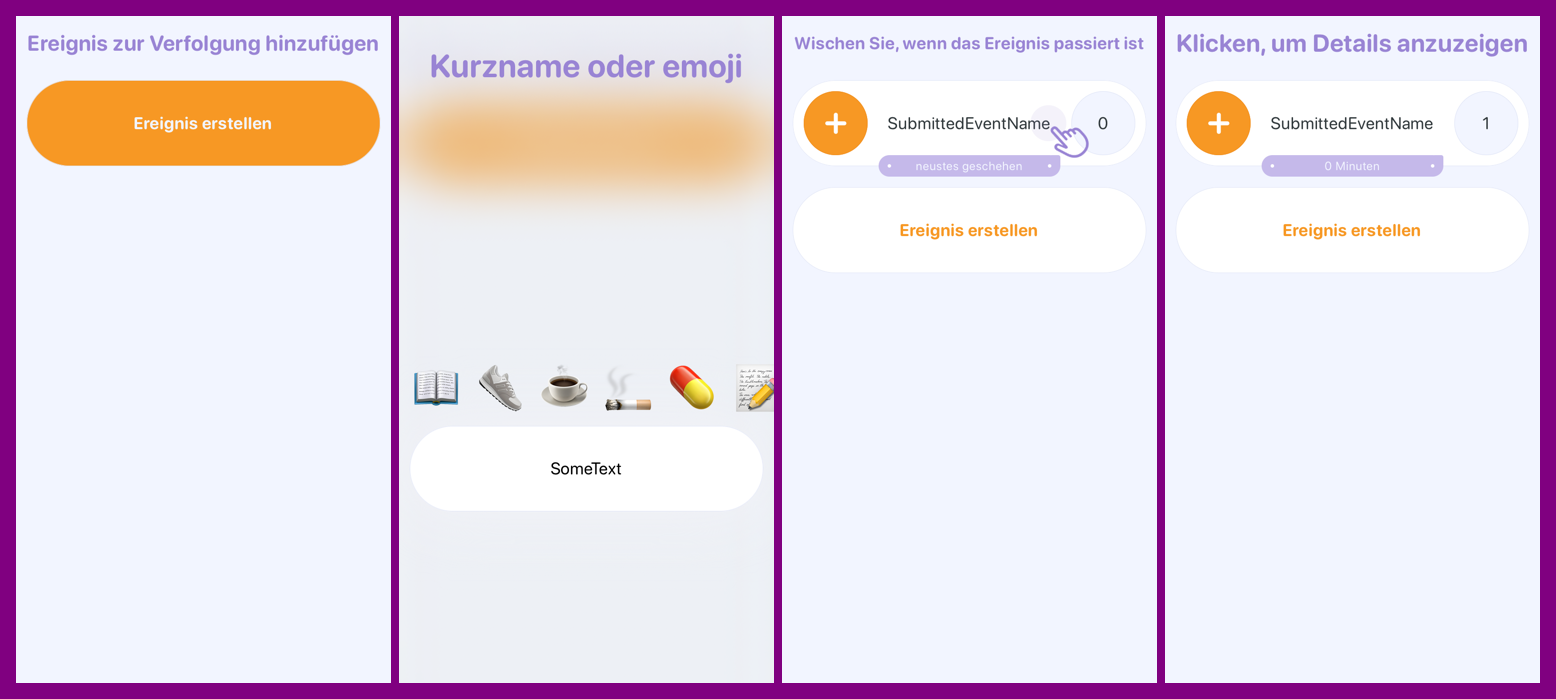 Ereignis zur Verfolgung hinzufügen
Ereignis erstellen
Kurzname oder emoji
SomeText
Wischen Sie, wenn das Ereignis passiert ist
SubmittedEventName
0
neustes geschehen
Ereignis erstellen
Klicken, um Details anzuzeigen
SubmittedEventName
1
0 Minuten
Ereignis erstellen